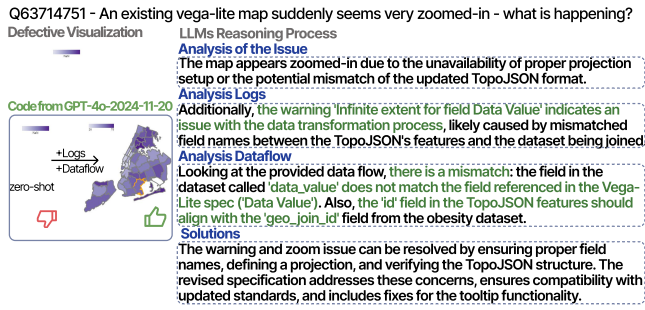 Q63714751 - An existing vega-lite map suddenly seems very zoomed-in - what is happening?
Defective Visualization
LLMs Reasoning Process
Analysis of the Issue
The map appears zoomed-in due to the unavailability of proper projection
setup or the potential mismatch of the updated TopoJSON format.
Analysis Logs
Additionally, the warning 'Infinite extent for field Data Value' indicates an
issue with the data transformation process, likely caused by mismatched
field names between the TopoJSON's features and the dataset being joined
Analysis Dataflow
Looking at the provided data flow, there is a mismatch: the field in the
dataset called 'data_value' does not match the field referenced in the Vega-
Lite spec ('Data Value'). Also, the 'id' field in the TopoJSON features should
align with the 'geo_join_id' field from the obesity dataset.
Solutions
The warning and zoom issue can be resolved by ensuring proper field
names, defining a projection, and verifying the TopoJSON structure. The
revised specification addresses these concerns, ensures compatibility with
updated standards, and includes fixes for the tooltip functionality.
Code from GPT-4o-2024-11-20
+Logs
+Dataflow
zero-shot